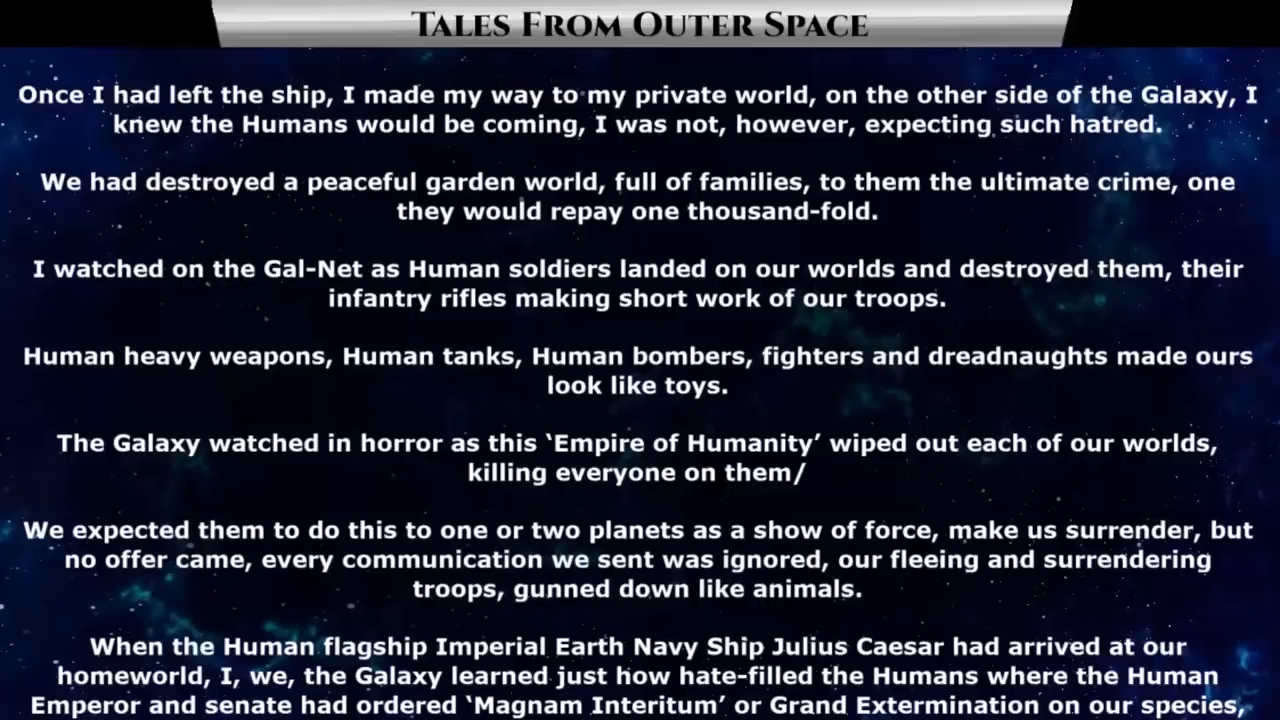 Tales From Outer Space
Once I had left the ship, I made my way to my private world, on the other side of the Galaxy, I
knew the Humans would be coming, I was not, however, expecting such hatred.
We had destroyed a peaceful garden world, full of families, to them the ultimate crime, one
they would repay one thousand-fold.
I watched on the Gal-Net as Human soldiers landed on our worlds and destroyed them, their
infantry rifles making short work of our troops.
Human heavy weapons, Human tanks, Human bombers, fighters and dreadnaughts made ours
look like toys.
The Galaxy watched in horror as this ‘Empire of Humanity’ wiped out each of our worlds,
killing everyone on them/
We expected them to do this to one or two planets as a show of force, make us surrender, but
no offer came, every communication we sent was ignored, our fleeing and surrendering
troops, gunned down like animals.
When the Human flagship Imperial Earth Navy Ship Julius Caesar had arrived at our
homeworld, I, we, the Galaxy learned just how hate-filled the Humans where the Human
Emperor and senate had ordered ‘Magnam Interitum’ or Grand Extermination on our species,